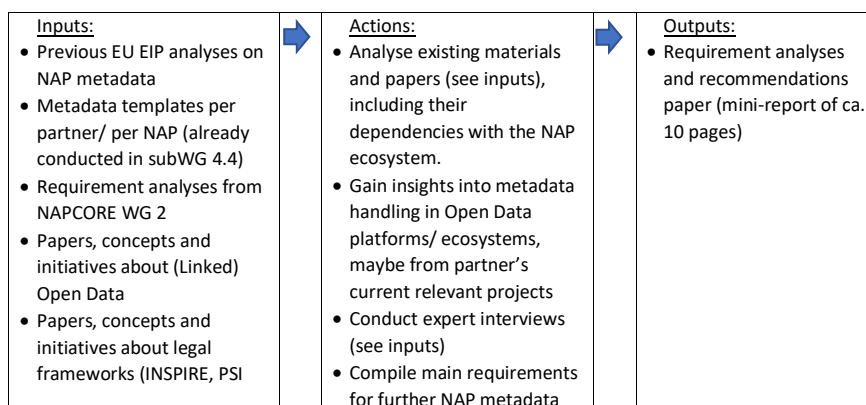 Inputs:
• Previous EU EIP analyses on
NAP metadata
• Metadata templates per
partner/ per NAP (already
conducted in subWG 4.4)
• Requirement analyses from
NAPCORE WG 2
• Papers, concepts and
initiatives about (Linked)
Open Data
• Papers, concepts and
initiatives about legal
frameworks (INSPIRE, PSI
Actions:
• Analyse existing materials
and papers (see inputs),
including their
dependencies with the NAP
ecosystem.
• Gain insights into metadata
handling in Open Data
platforms/ ecosystems,
maybe from partner’s
current relevant projects
• Conduct expert interviews
(see inputs)
• Compile main requirements
for further NAP metadata
Outputs:
• Requirement analyses
and recommendations
paper (mini-report of ca.
10 pages)